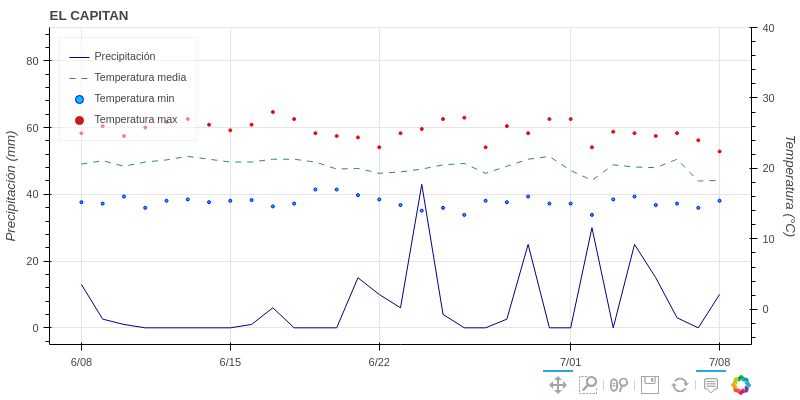 EL CAPITAN
Precipitación
Temperatura media
Temperatura min
Temperatura max
Precipitación (mm)
80
60
40
20
0
Temperatura (°C)
40
30
20
10
0
6/08
6/15
6/22
7/01
7/08